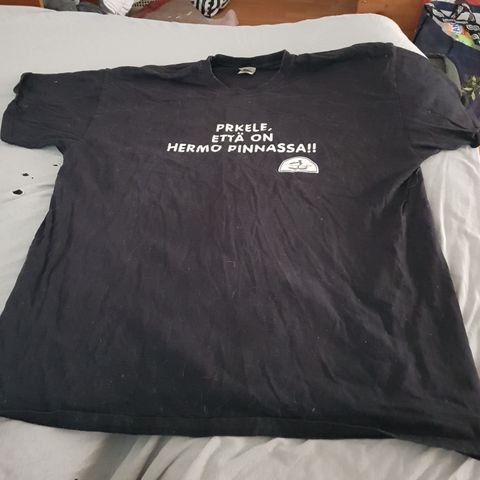 PRKELE,
ETTÄ ON
HERMO PINNASSA!!